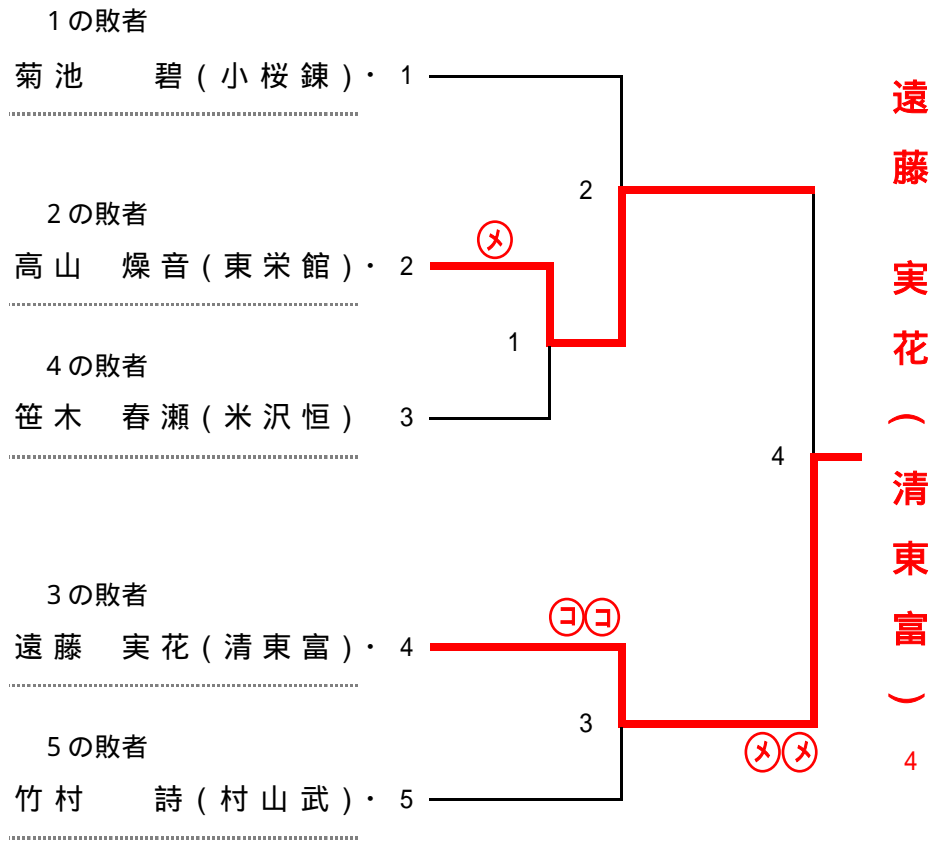 1の敗者
菊池 碧(小桜錬)・ 1
2の敗者
高山 燥音(東栄館)・ 2
メ
4の敗者
笹木 春瀬(米沢恒) 3
1
2
3の敗者
遠藤 実花(清東富)・ 4
ココ
5の敗者
竹村 詩(村山武)・ 5
3
メメ
4
遠藤 実花(清東富) 4